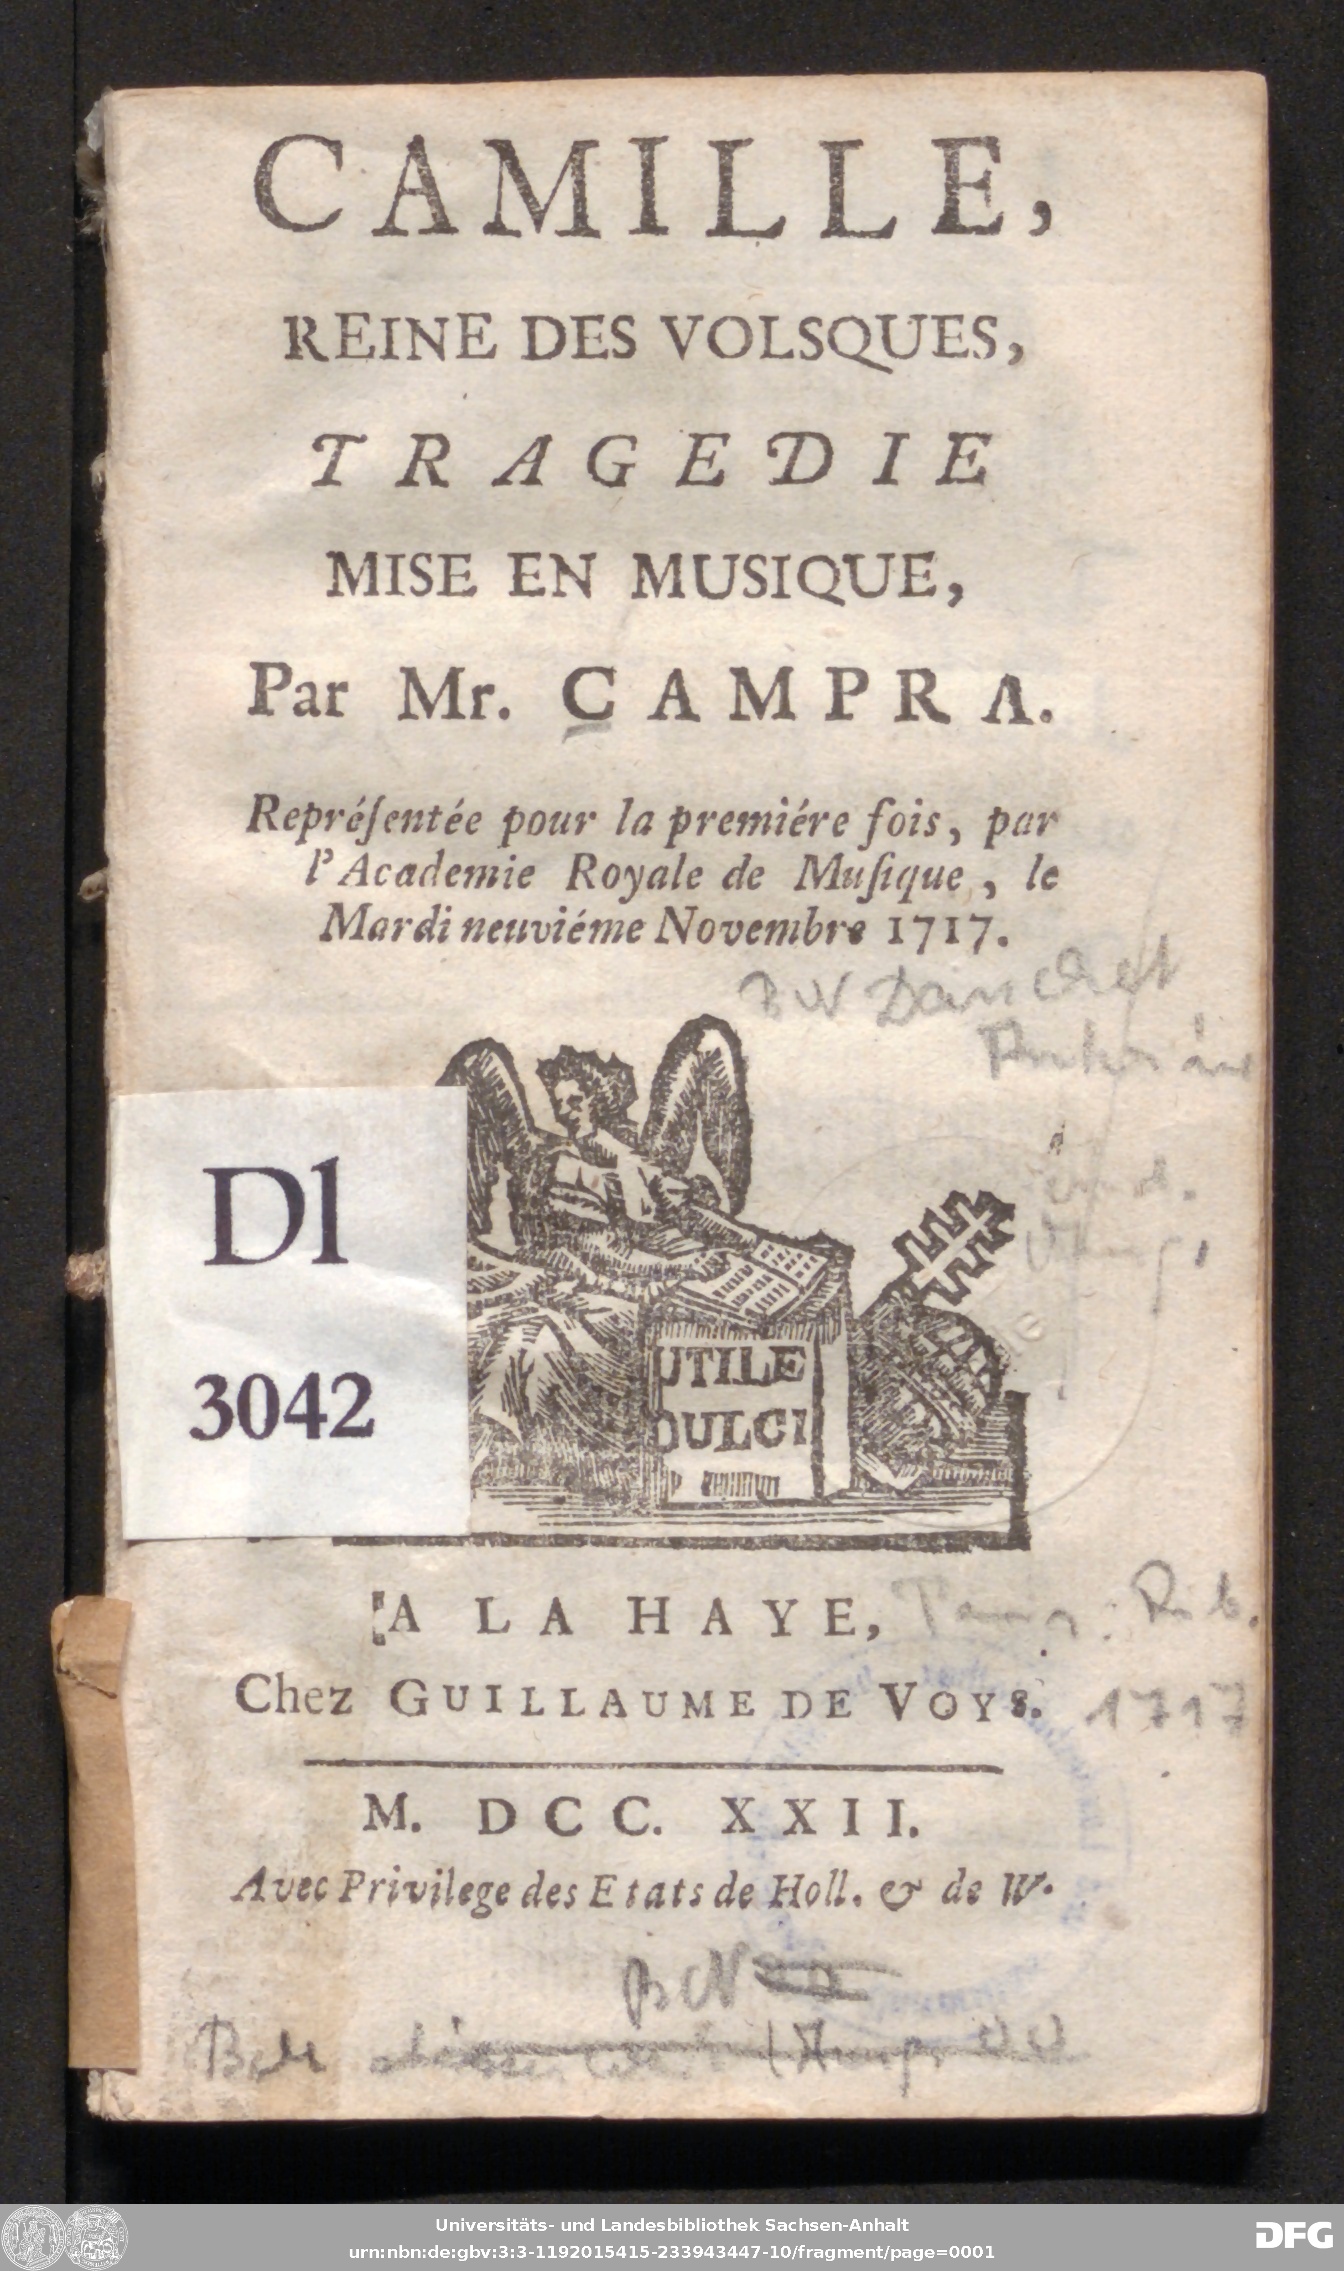 CAMILLE,
REINE DES VOLSQUES,
TRAGEDIE
MISE EN MUSIQUE,
Par Mr. CAMPRA.
Repréſentée pour la premiére fois, par
l'Academie Royale de Muſique, le
Mardi neuviéme Novembre 1717.
Danchet
Dl
3042
UTILE
DULCI
A LA HAYE,
Chez GUILLAUME DE VOYS.
1717
M. DCC. XXII.
Avec Privilege des Etats de Holl. & de W.
Universitäts- und Landesbibliothek Sachsen-Anhalt
urn:nbn:de:gbv:3:3-1192015415-233943447-10/fragment/page=0001
DFG